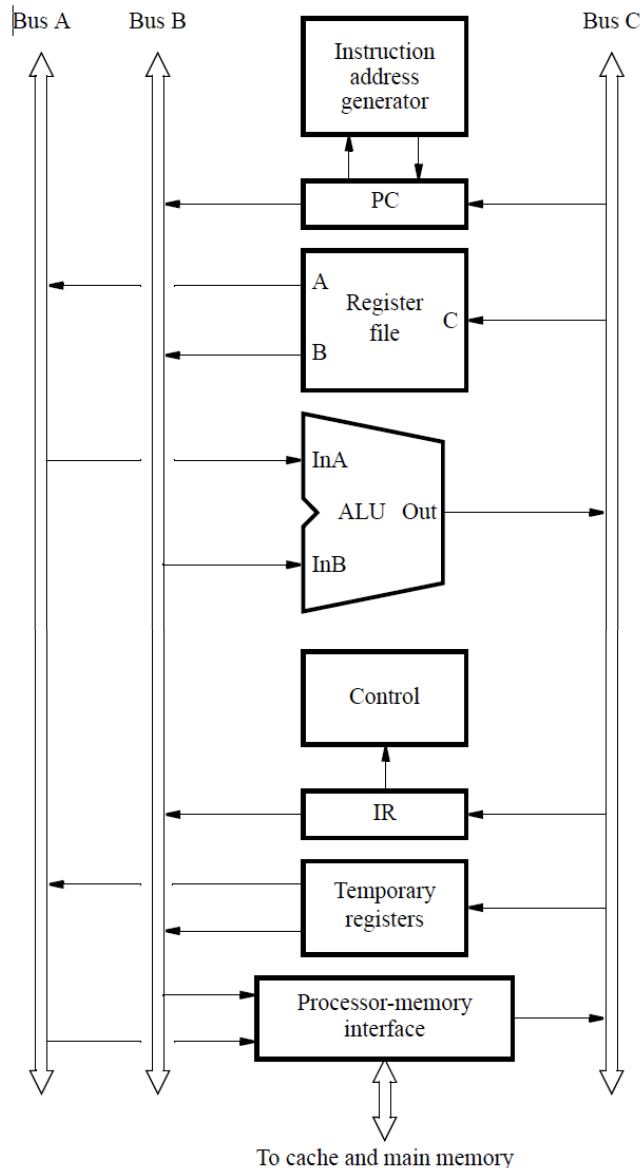 Bus A
Bus B
Bus C
Instruction
address
generator
PC
A
Register
file
C
B
InA
ALU
Out
InB
Control
IR
Temporary
registers
Processor-memory
interface
To cache and main memory